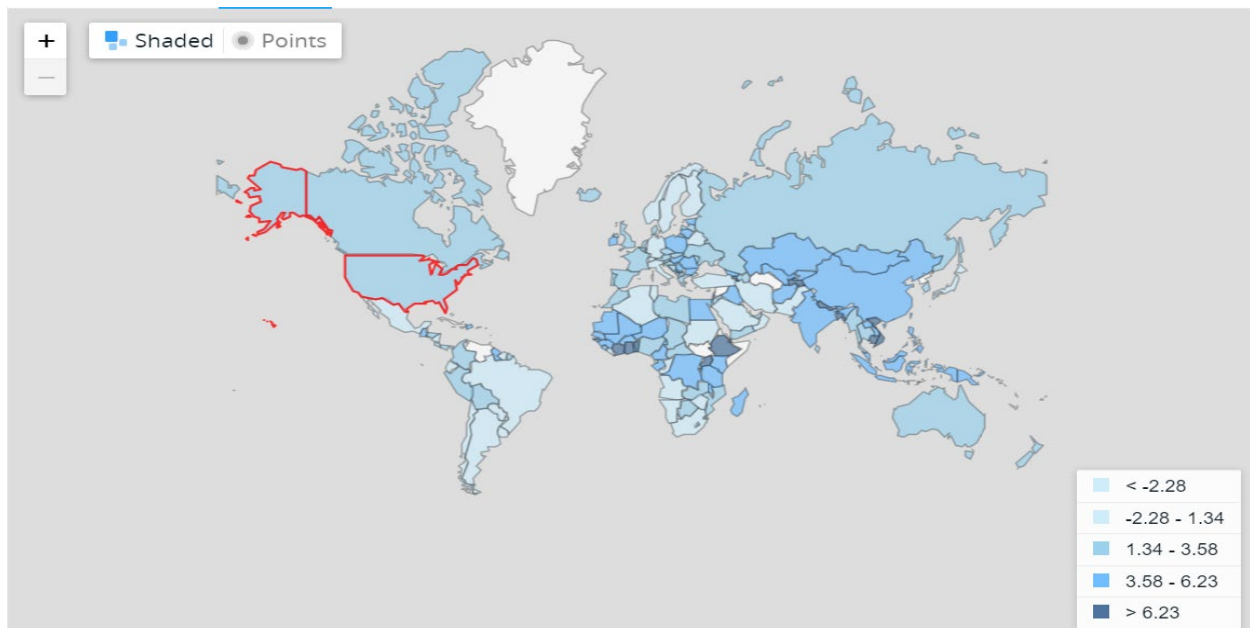 +
Shaded Points
−
< -2.28
-2.28 - 1.34
1.34 - 3.58
3.58 - 6.23
> 6.23